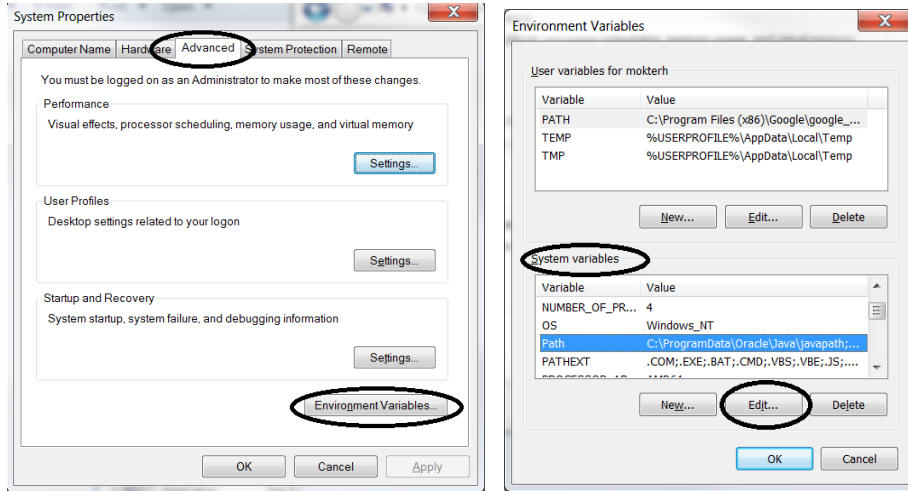 System Properties
Computer Name Hardware Advanced System Protection Remote
You must be logged on as an Administrator to make most of these changes.
Performance
Visual effects, processor scheduling, memory usage, and virtual memory
Settings...
User Profiles
Desktop settings related to your logon
Settings...
Startup and Recovery
System startup, system failure, and debugging information
Settings...
Environment Variables...
OK Cancel Apply
Environment Variables
User variables for mokterh
Variable Value
PATH C:\Program Files (x86)\Google\google_...
TEMP %USERPROFILE%\AppData\Local\Temp
TMP %USERPROFILE%\AppData\Local\Temp
New... Edit... Delete
System variables
Variable Value
NUMBER_OF_PR... 4
OS Windows_NT
Path C:\ProgramData\Oracle\Java\javapath;...
PATHEXT .COM;.EXE;.BAT;.CMD;.VBS;.VBE;.JS;....
New... Edit... Delete
OK Cancel